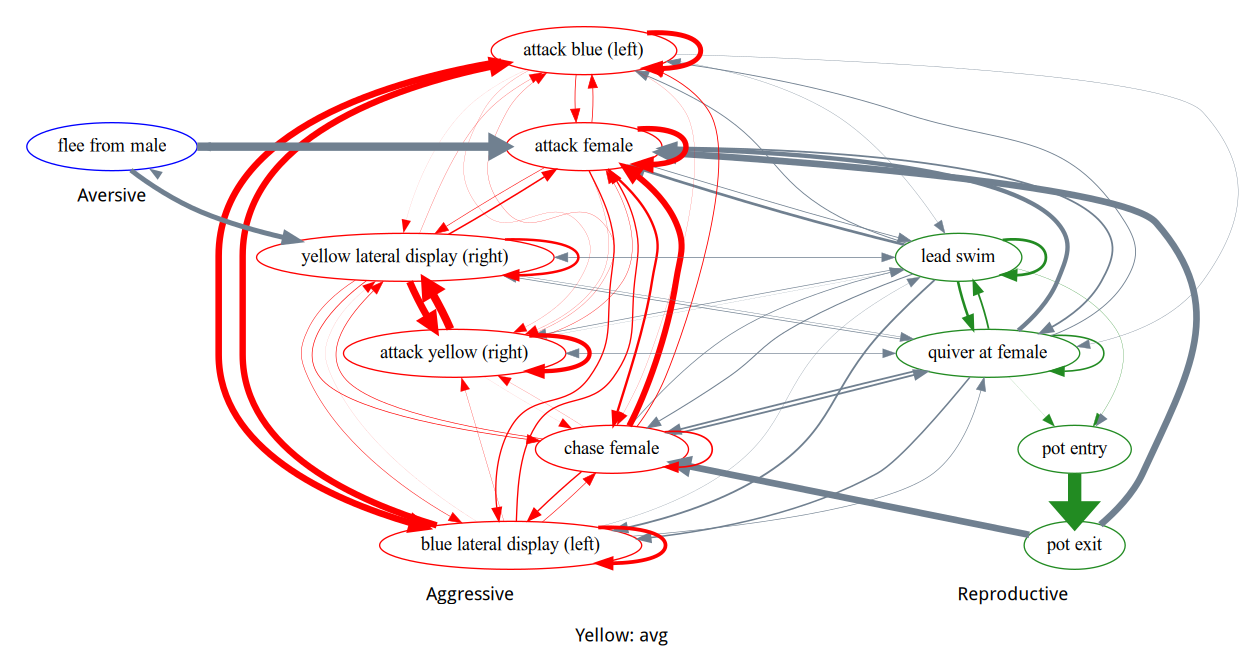 attack blue (left)
flee from male
attack female
Aversive
yellow lateral display (right)
lead swim
attack yellow (right)
quiver at female
chase female
pot entry
blue lateral display (left)
pot exit
Aggressive
Reproductive
Yellow: avg